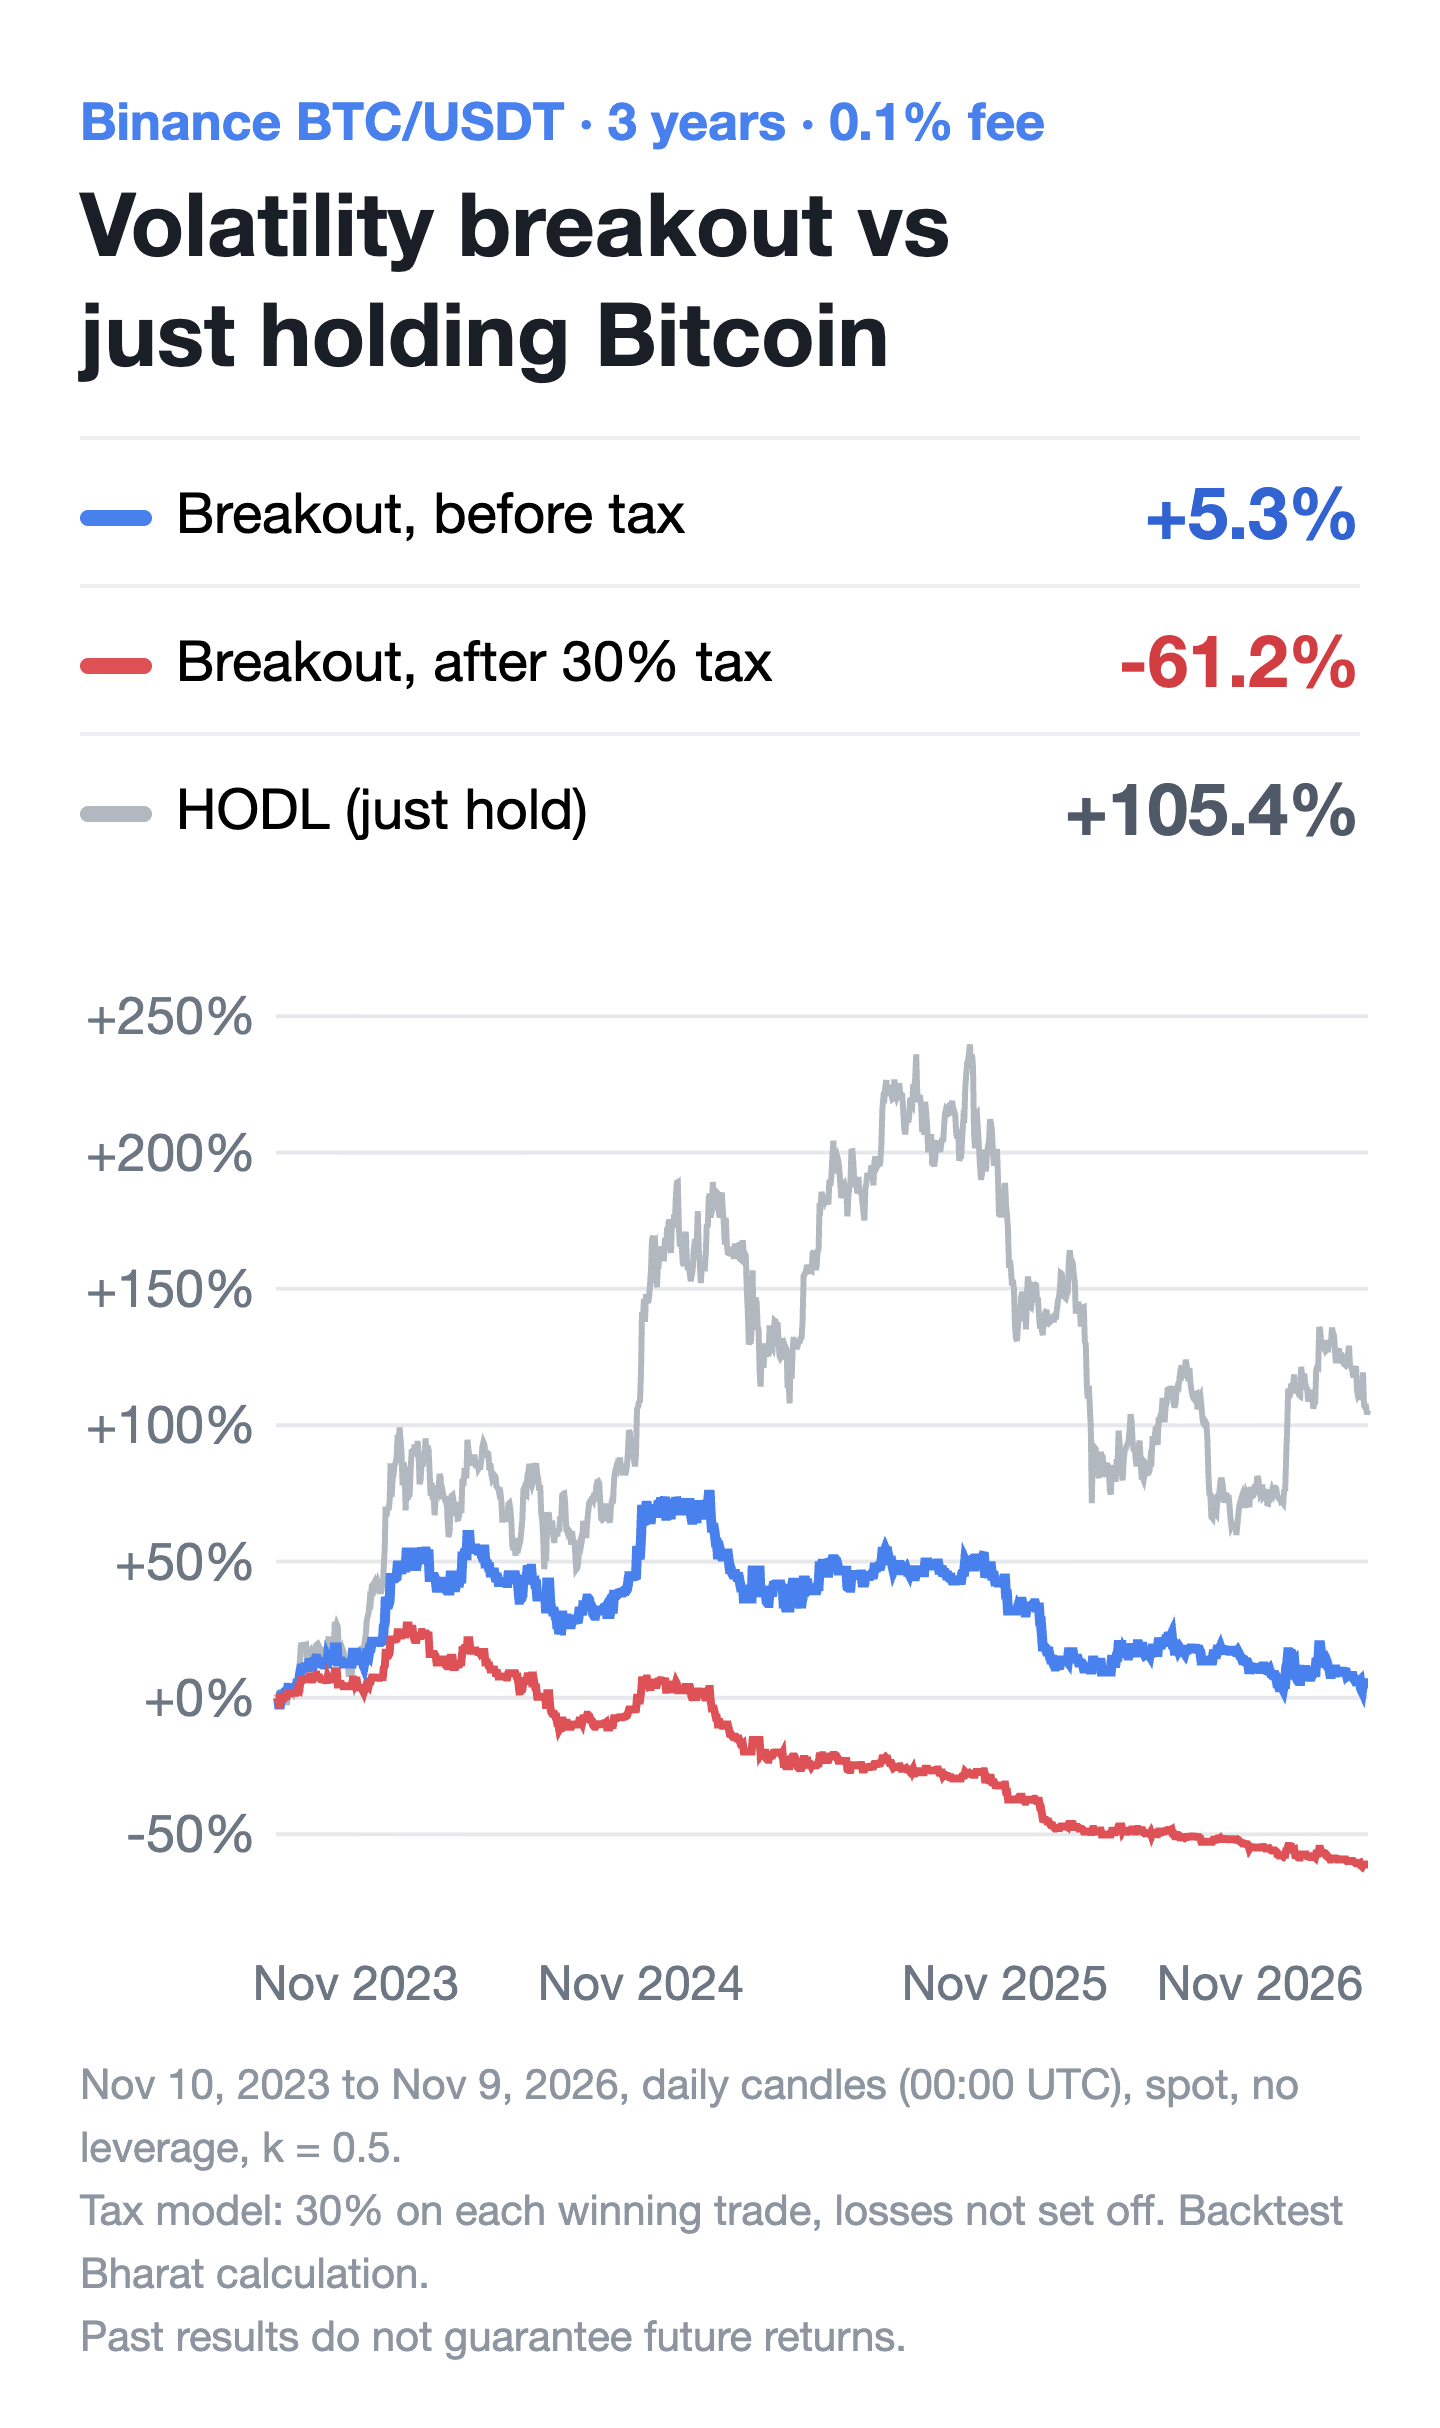 Binance BTC/USDT · 3 years · 0.1% fee
Volatility breakout vs
just holding Bitcoin
Breakout, before tax +5.3%
Breakout, after 30% tax -61.2%
HODL (just hold) +105.4%
+250%
+200%
+150%
+100%
+50%
+0%
-50%
Nov 2023 Nov 2024 Nov 2025 Nov 2026
Nov 10, 2023 to Nov 9, 2026, daily candles (00:00 UTC), spot, no
leverage, k = 0.5.
Tax model: 30% on each winning trade, losses not set off. Backtest
Bharat calculation.
Past results do not guarantee future returns.